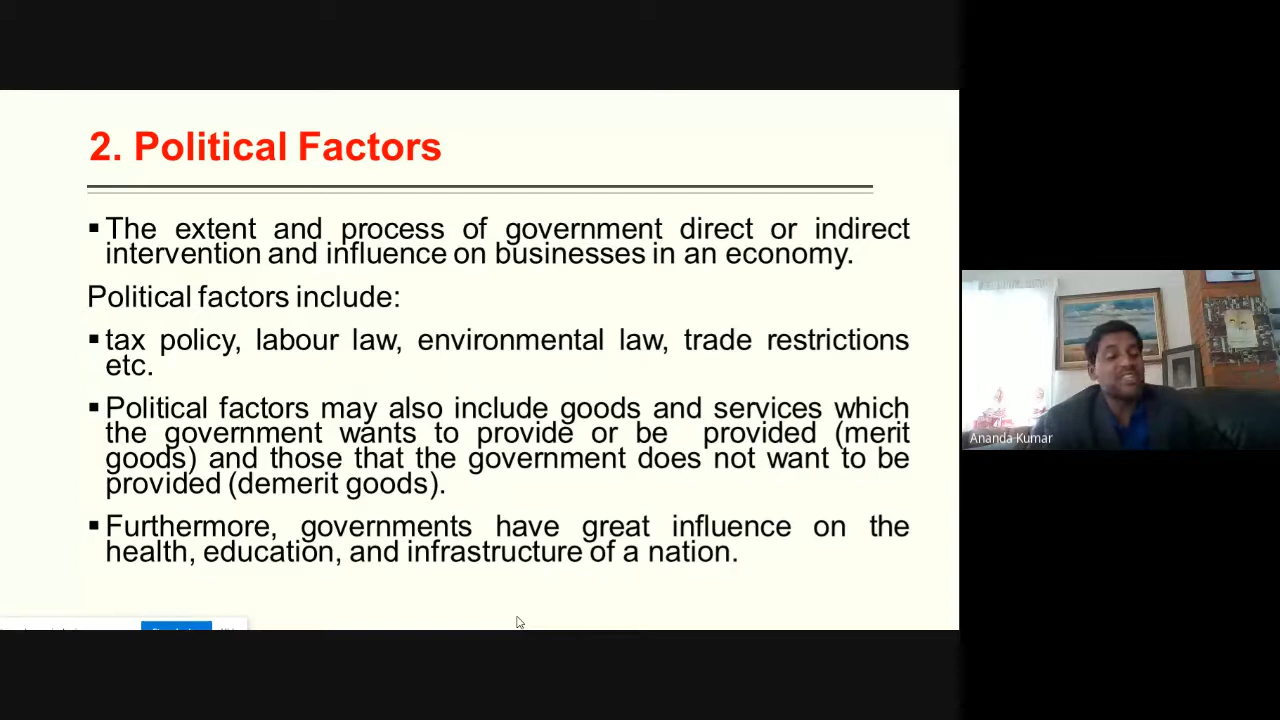 2. Political Factors
▪The extent and process of government direct or indirect
intervention and influence on businesses in an economy.
Political factors include:
▪tax policy, labour law, environmental law, trade restrictions
etc.
▪Political factors may also include goods and services which
the government wants to provide or be provided (merit
goods) and those that the government does not want to be
provided (demerit goods).
▪Furthermore, governments have great influence on the
health, education, and infrastructure of a nation.
Ananda Kumar